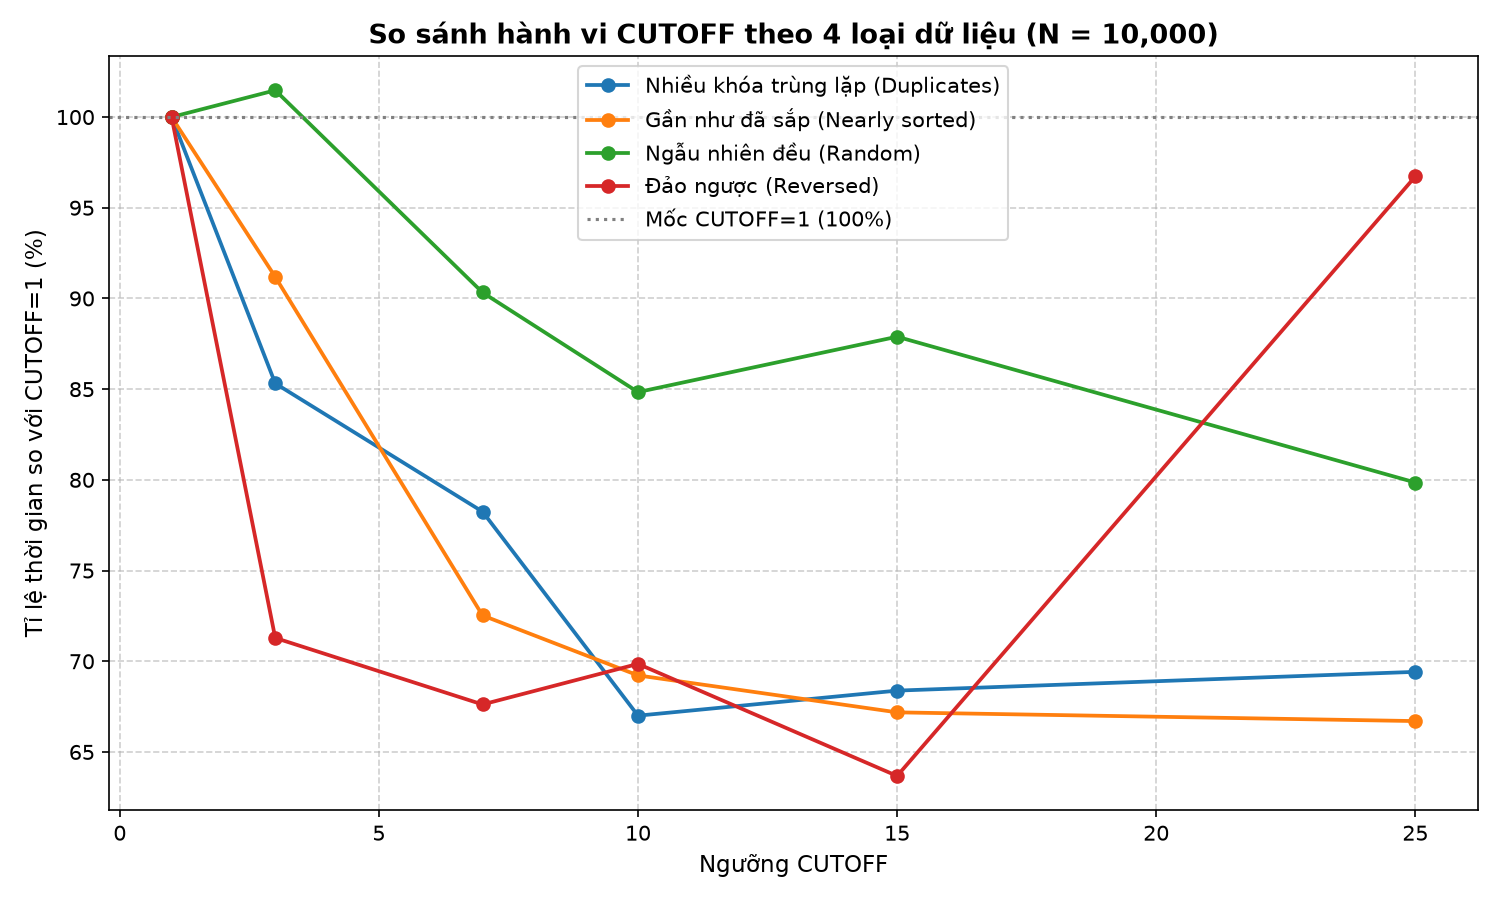 So sánh hành vi CUTOFF theo 4 loại dữ liệu (N = 10,000)
Nhiều khóa trùng lặp (Duplicates)
Gần như đã sắp (Nearly sorted)
Ngẫu nhiên đều (Random)
Đảo ngược (Reversed)
Mốc CUTOFF=1 (100%)
Tỉ lệ thời gian so với CUTOFF=1 (%)
100
95
90
85
80
75
70
65
0 5 10 15 20 25
Ngưỡng CUTOFF